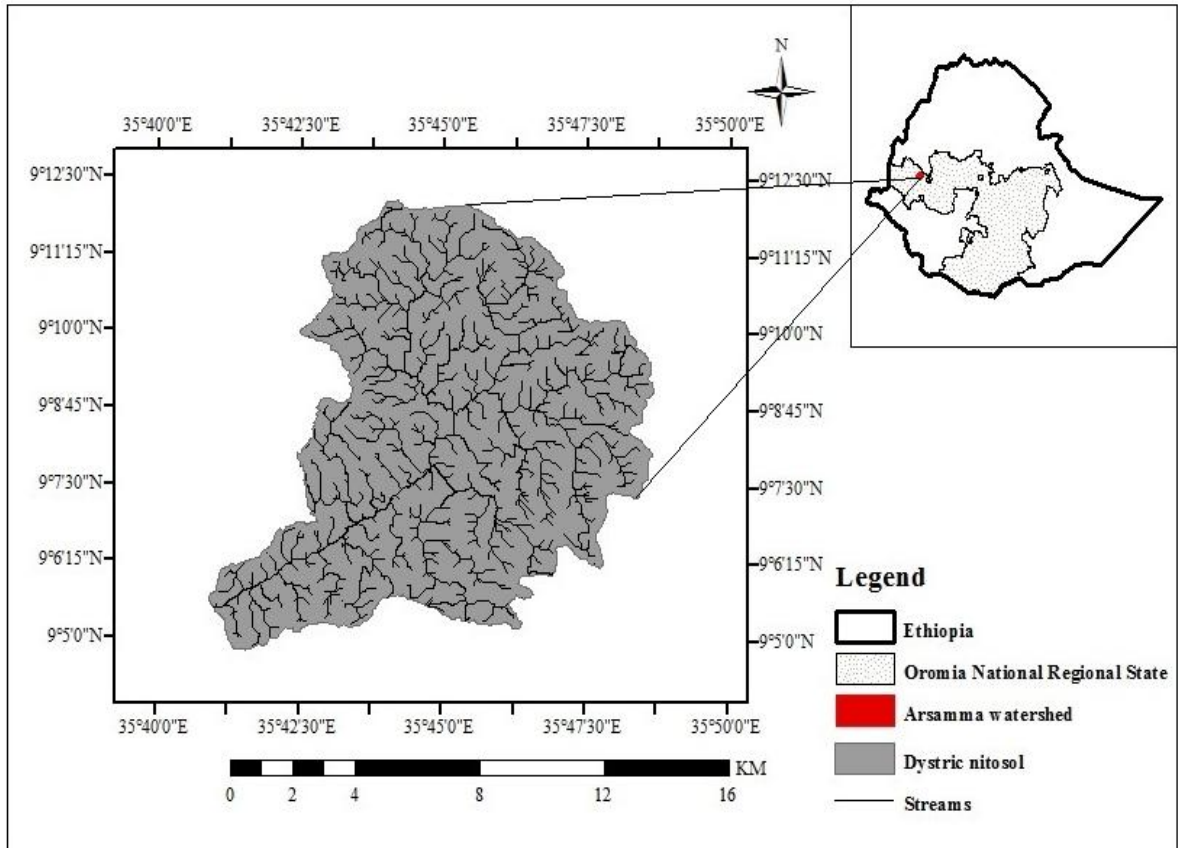 N
35°40'0"E 35°42'30"E 35°45'0"E 35°47'30"E 35°50'0"E
9°12'30"N 9°12'30"N
9°11'15"N 9°11'15"N
9°10'0"N 9°10'0"N
9°8'45"N 9°8'45"N
9°7'30"N 9°7'30"N
9°6'15"N 9°6'15"N
9°5'0"N 9°5'0"N
35°40'0"E 35°42'30"E 35°45'0"E 35°47'30"E 35°50'0"E
KM
0 2 4 8 12 16
Legend
Ethiopia
Oromia National Regional State
Arsamma watershed
Dystric nitosol
Streams